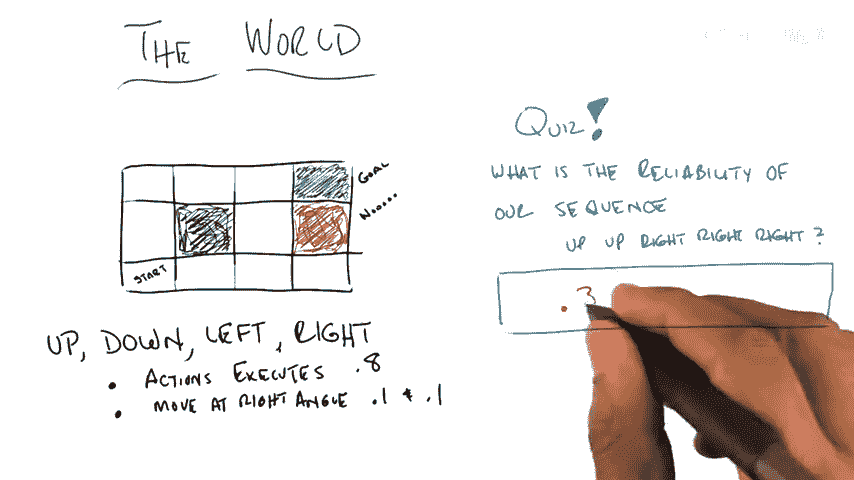 THE WORLD
GOAL
NOOOOO
START
UP, DOWN, LEFT, RIGHT
• ACTIONS EXECUTES .8
• MOVE AT RIGHT ANGLE .1 & .1
QUIZ!
WHAT IS THE RELIABILITY OF
OUR SEQUENCE
UP UP RIGHT RIGHT RIGHT?
.3